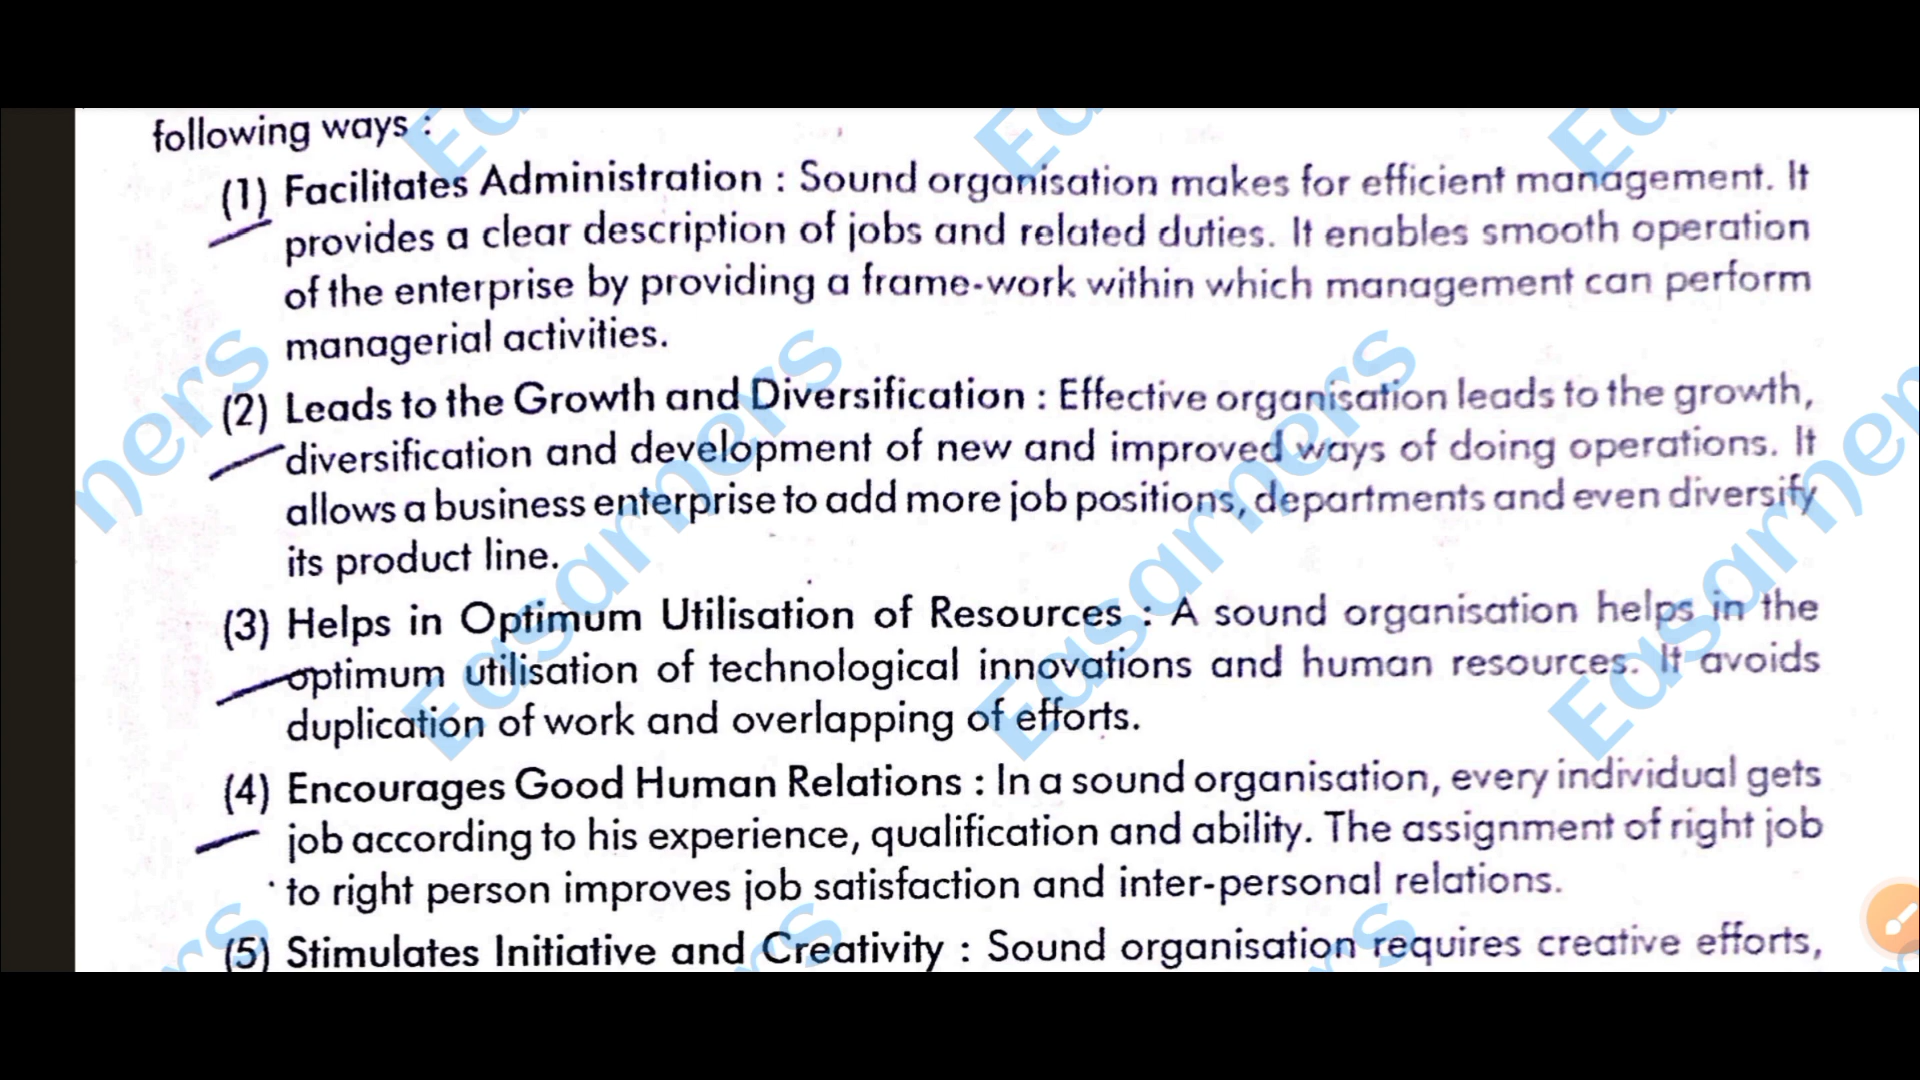 following ways :
(1) Facilitates Administration : Sound organisation makes for efficient management. It
provides a clear description of jobs and related duties. It enables smooth operation
of the enterprise by providing a frame-work within which management can perform
managerial activities.
(2) Leads to the Growth and Diversification : Effective organisation leads to the growth,
diversification and development of new and improved ways of doing operations. It
allows a business enterprise to add more job positions, departments and even diversify
its product line.
(3) Helps in Optimum Utilisation of Resources : A sound organisation helps in the
optimum utilisation of technological innovations and human resources. It avoids
duplication of work and overlapping of efforts.
(4) Encourages Good Human Relations : In a sound organisation, every individual gets
job according to his experience, qualification and ability. The assignment of right job
to right person improves job satisfaction and inter-personal relations.
(5) Stimulates Initiative and Creativity : Sound organisation requires creative efforts,
Easarners
Easarners
Easarners